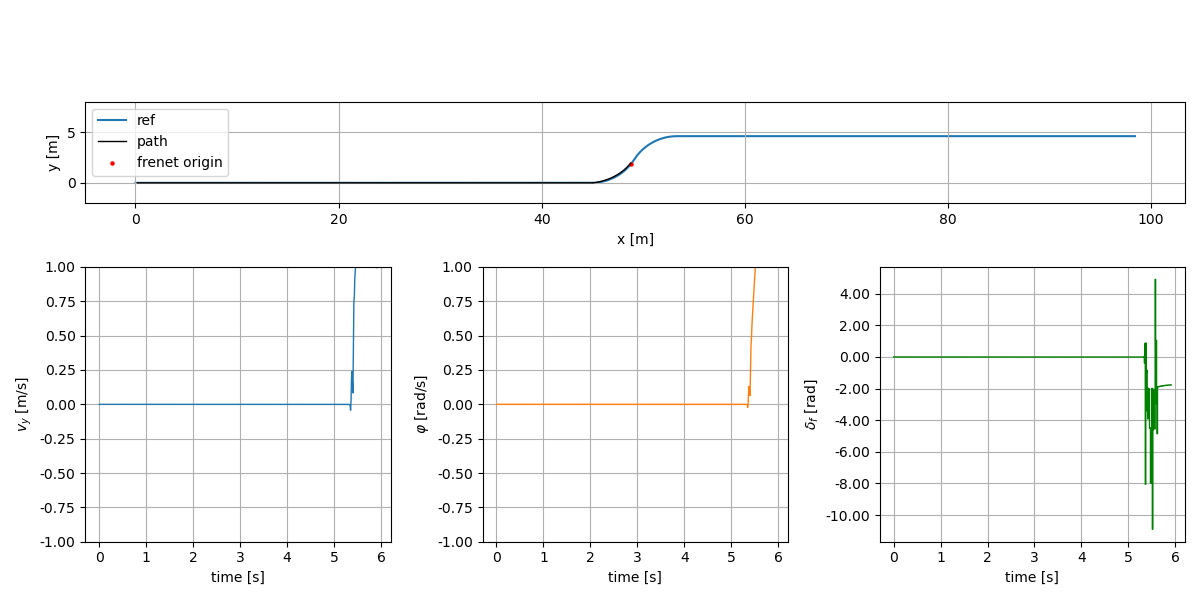 ref
path
frenet origin
y [m]
5
0
0 20 40 60 80 100
x [m]
1.00
0.75
0.50
0.25
0.00
-0.25
-0.50
-0.75
-1.00
v_y [m/s]
0 1 2 3 4 5 6
time [s]
1.00
0.75
0.50
0.25
0.00
-0.25
-0.50
-0.75
-1.00
φ [rad/s]
0 1 2 3 4 5 6
time [s]
4.00
2.00
0.00
-2.00
-4.00
-6.00
-8.00
-10.00
δ_f [rad]
0 1 2 3 4 5 6
time [s]